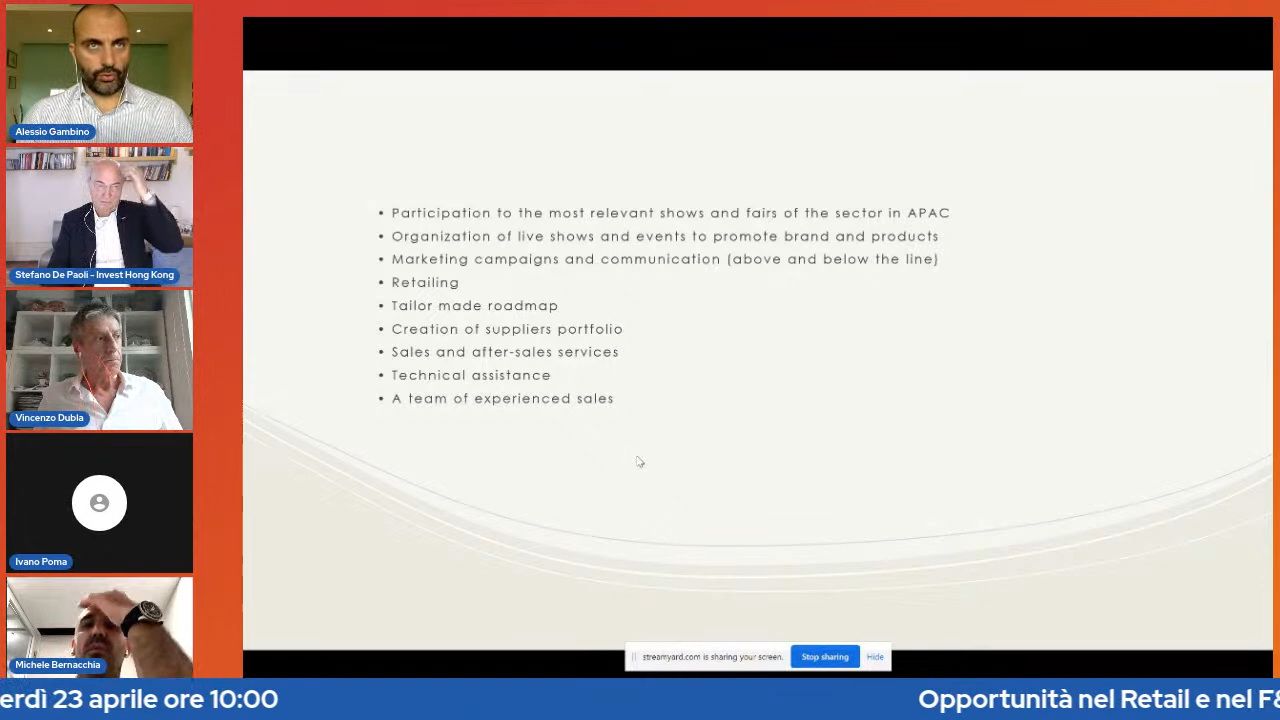 Alessio Gambino
Stefano De Paoli - Invest Hong Kong
Vincenzo Dubla
Ivano Poma
Michele Bernacchia
• Participation to the most relevant shows and fairs of the sector in APAC
• Organization of live shows and events to promote brand and products
• Marketing campaigns and communication (above and below the line)
• Retailing
• Tailor made roadmap
• Creation of suppliers portfolio
• Sales and after-sales services
• Technical assistance
• A team of experienced sales
streamyard.com is sharing your screen. Stop sharing Hide
erdì 23 aprile ore 10:00 Opportunità nel Retail e nel F&